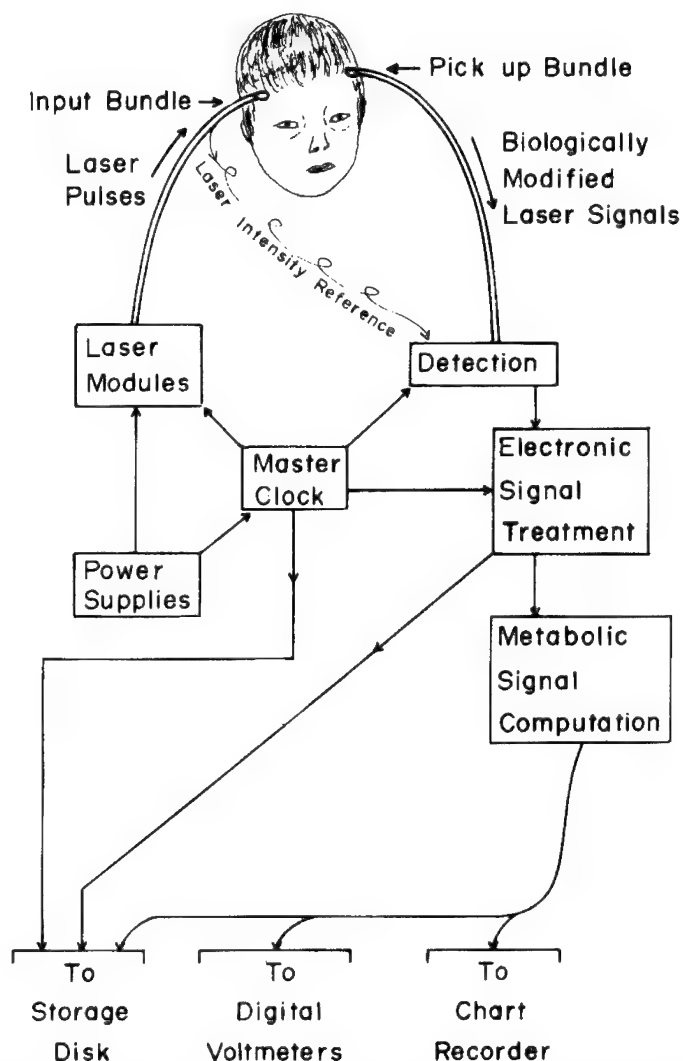 Pick up Bundle
Input Bundle
Laser
Pulses
Biologically
Modified
Laser Signals
Laser Intensity Reference
Laser
Modules
Detection
Master
Clock
Electronic
Signal
Treatment
Power
Supplies
Metabolic
Signal
Computation
To
Storage
Disk
To
Digital
Voltmeters
To
Chart
Recorder